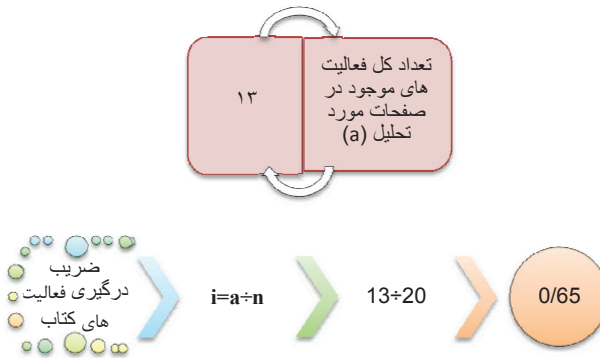 تعداد کل فعالیت
های موجود در
صفحات مورد
تحلیل (a)
۱۳
ضریب
درگیری فعالیت
های کتاب
i=a÷n
13÷20
0/65